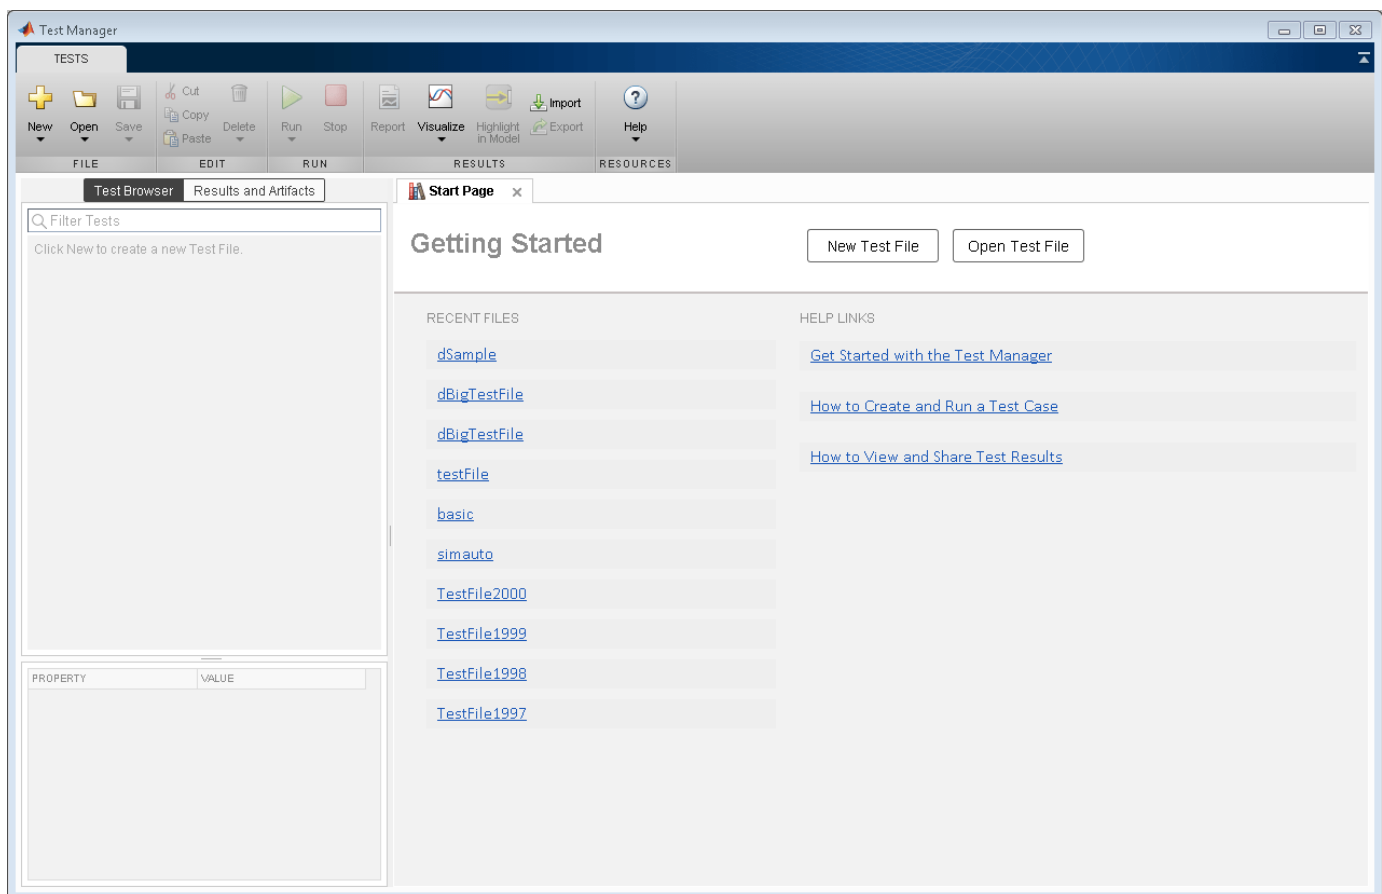 Test Manager
TESTS
New
Open
Save
Cut
Copy
Paste
Delete
Run
Stop
Report
Visualize
Highlight
in Model
Import
Export
Help
FILE
EDIT
RUN
RESULTS
RESOURCES
Test Browser
Results and Artifacts
Filter Tests
Click New to create a new Test File.
PROPERTY
VALUE
Start Page
Getting Started
New Test File
Open Test File
RECENT FILES
dSample
dBigTestFile
dBigTestFile
testFile
basic
simauto
TestFile2000
TestFile1999
TestFile1998
TestFile1997
HELP LINKS
Get Started with the Test Manager
How to Create and Run a Test Case
How to View and Share Test Results